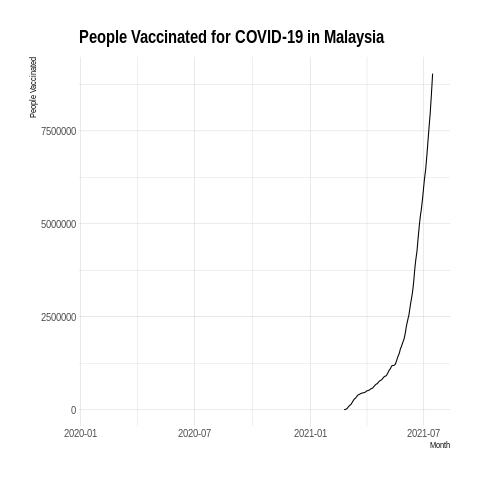 People Vaccinated for COVID-19 in Malaysia
People Vaccinated
7500000
5000000
2500000
0
2020-01
2020-07
2021-01
2021-07
Month